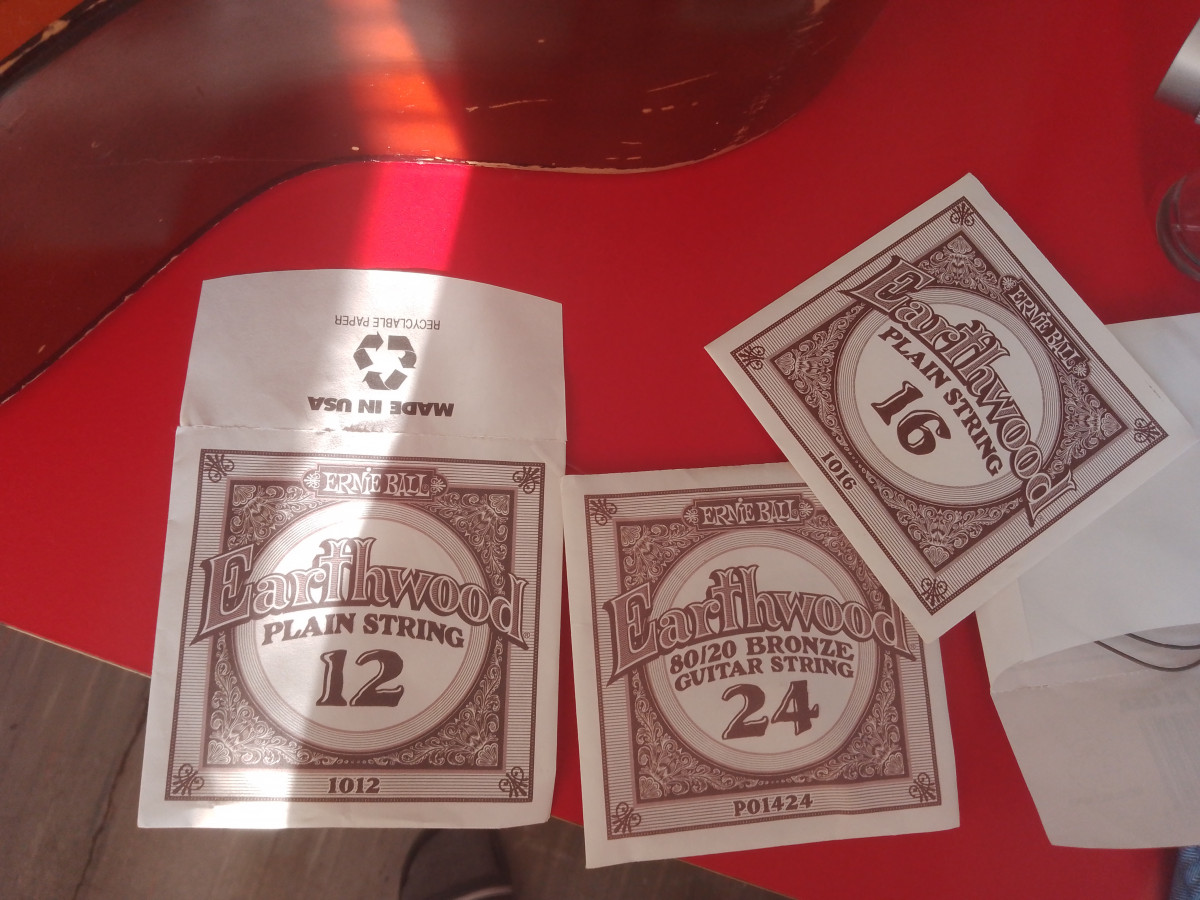 RECYCLABLE PAPER
MADE IN USA
ERNIE BALL
Earthwood®
PLAIN STRING
12
1012
ERNIE BALL
Earthwood
80/20 BRONZE
GUITAR STRING
24
PO1424
ERNIE BALL
Earthwood
PLAIN STRING
16
1016